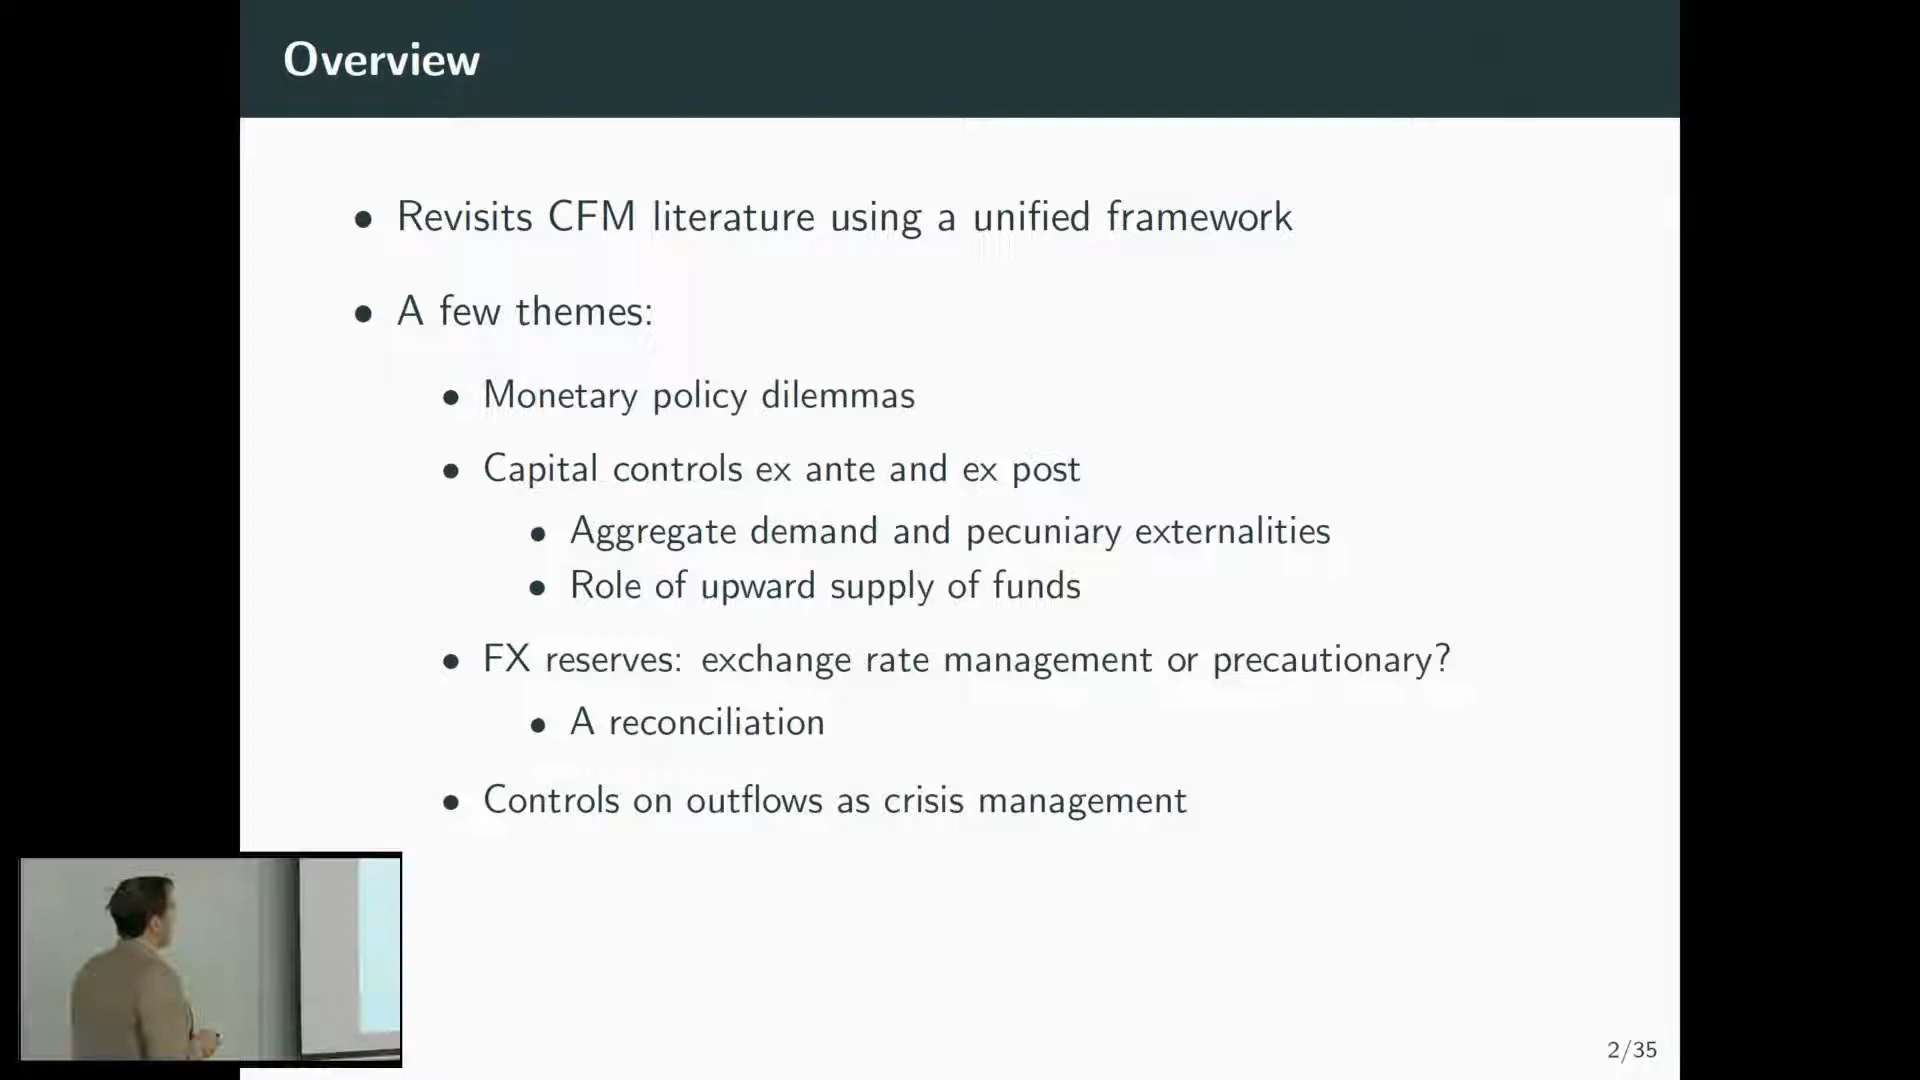 Overview
• Revisits CFM literature using a unified framework
• A few themes:
• Monetary policy dilemmas
• Capital controls ex ante and ex post
• Aggregate demand and pecuniary externalities
• Role of upward supply of funds
• FX reserves: exchange rate management or precautionary?
• A reconciliation
• Controls on outflows as crisis management
2/35